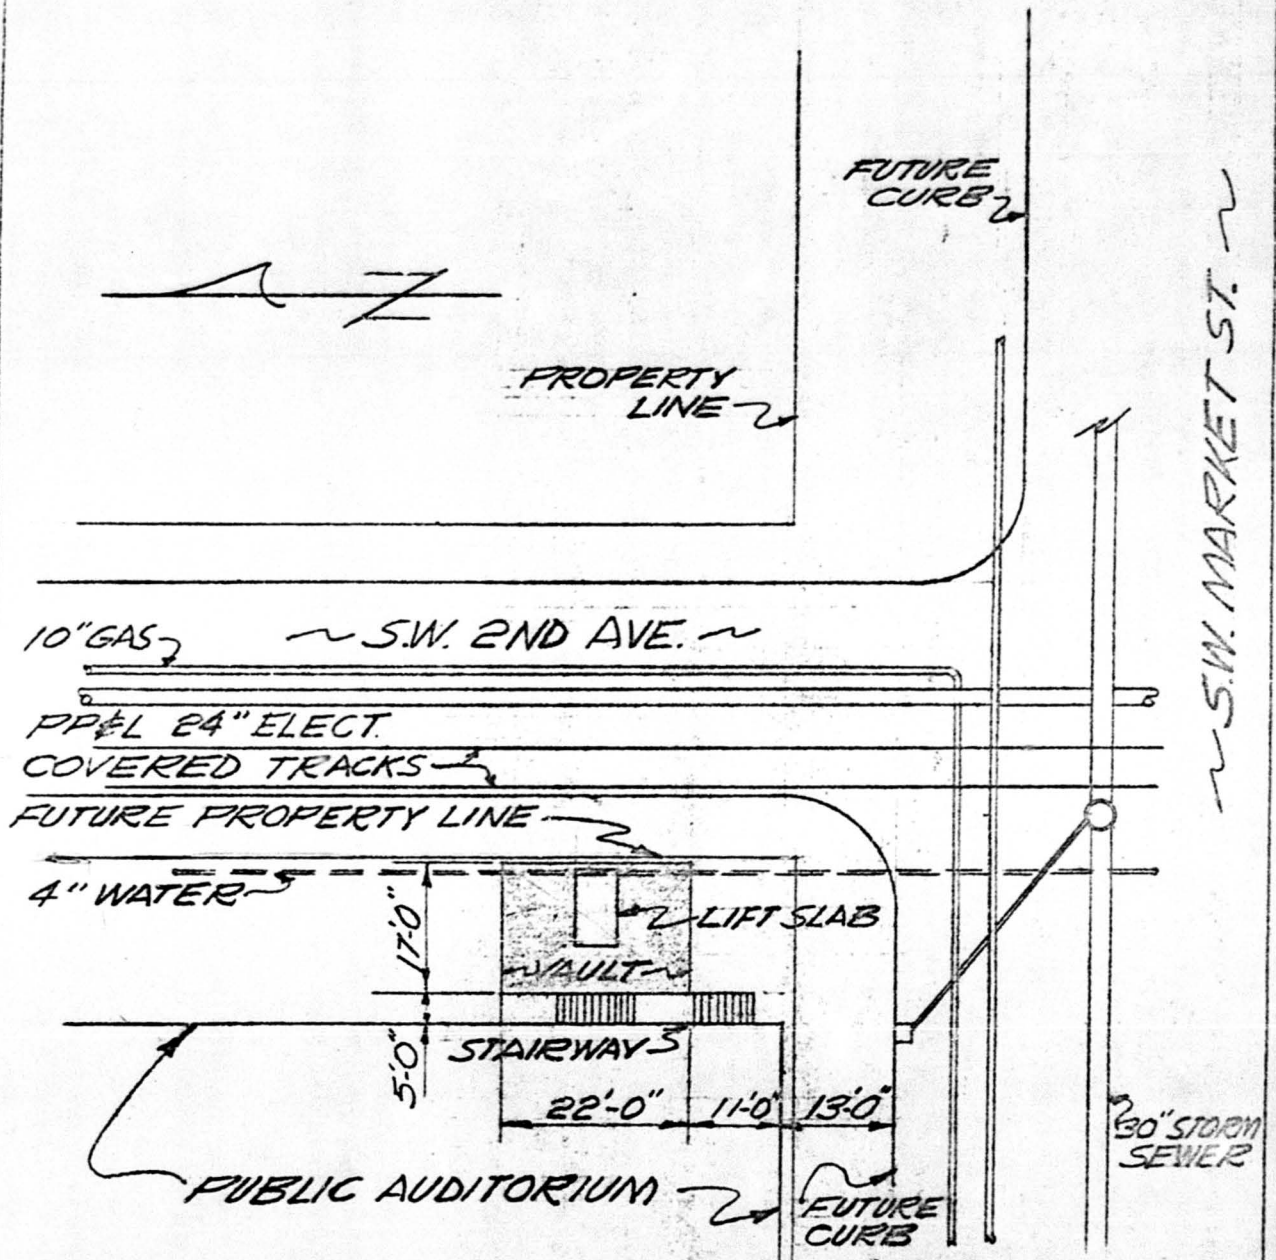 FUTURE
CURB
N
PROPERTY
LINE
~ S.W. MARKET ST. ~
10" GAS
~ S.W. 2ND AVE. ~
PP&L 24" ELECT.
COVERED TRACKS
FUTURE PROPERTY LINE
4" WATER
17'-0"
LIFT SLAB
~VAULT~
5'-0"
STAIRWAYS
22'-0"
11'-0"
13'-0"
30" STORM
SEWER
PUBLIC AUDITORIUM
FUTURE
CURB